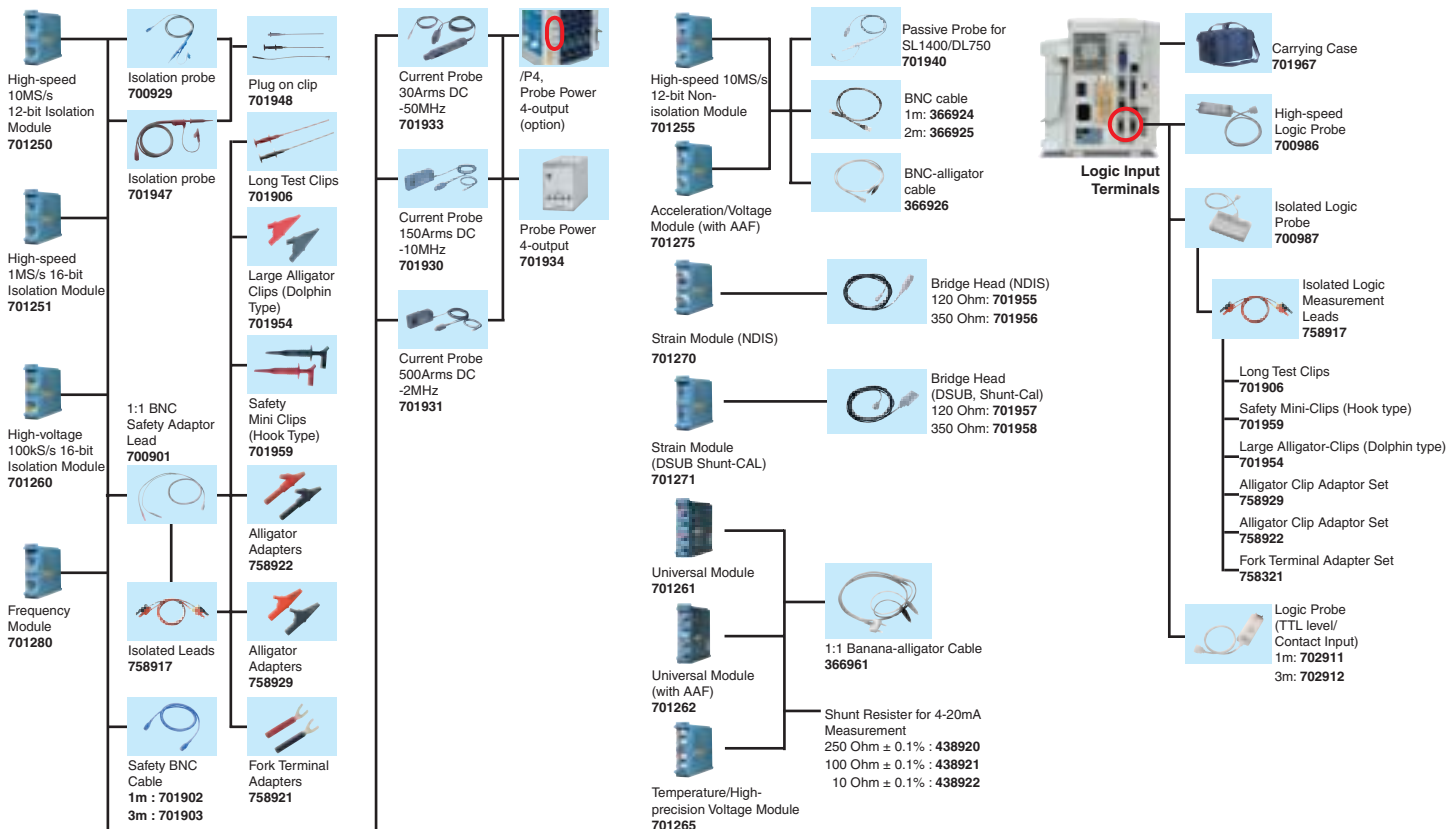 High-speed
10MS/s
12-bit Isolation
Module
701250
High-speed
1MS/s 16-bit
Isolation Module
701251
High-voltage
100kS/s 16-bit
Isolation Module
701260
Frequency
Module
701280
Isolation probe
700929
Isolation probe
701947
1:1 BNC
Safety Adaptor
Lead
700901
Isolated Leads
758917
Safety BNC
Cable
1m : 701902
3m : 701903
Plug on clip
701948
Long Test Clips
701906
Large Alligator
Clips (Dolphin
Type)
701954
Safety
Mini Clips
(Hook Type)
701959
Alligator
Adapters
758922
Alligator
Adapters
758929
Fork Terminal
Adapters
758921
Current Probe
30Arms DC
-50MHz
701933
Current Probe
150Arms DC
-10MHz
701930
Current Probe
500Arms DC
-2MHz
701931
/P4,
Probe Power
4-output
(option)
Probe Power
4-output
701934
High-speed 10MS/s
12-bit Non-
isolation Module
701255
Acceleration/Voltage
Module (with AAF)
701275
Strain Module (NDIS)
701270
Strain Module
(DSUB Shunt-CAL)
701271
Universal Module
701261
Universal Module
(with AAF)
701262
Temperature/High-
precision Voltage Module
701265
Passive Probe for
SL1400/DL750
701940
BNC cable
1m: 366924
2m: 366925
BNC-alligator
cable
366926
Bridge Head (NDIS)
120 Ohm: 701955
350 Ohm: 701956
Bridge Head
(DSUB, Shunt-Cal)
120 Ohm: 701957
350 Ohm: 701958
1:1 Banana-alligator Cable
366961
Shunt Resister for 4-20mA
Measurement
250 Ohm ± 0.1% : 438920
100 Ohm ± 0.1% : 438921
10 Ohm ± 0.1% : 438922
Logic Input
Terminals
Carrying Case
701967
High-speed
Logic Probe
700986
Isolated Logic
Probe
700987
Isolated Logic
Measurement
Leads
758917
Long Test Clips
701906
Safety Mini-Clips (Hook type)
701959
Large Alligator-Clips (Dolphin type)
701954
Alligator Clip Adaptor Set
758929
Alligator Clip Adaptor Set
758922
Fork Terminal Adapter Set
758321
Logic Probe
(TTL level/
Contact Input)
1m: 702911
3m: 702912